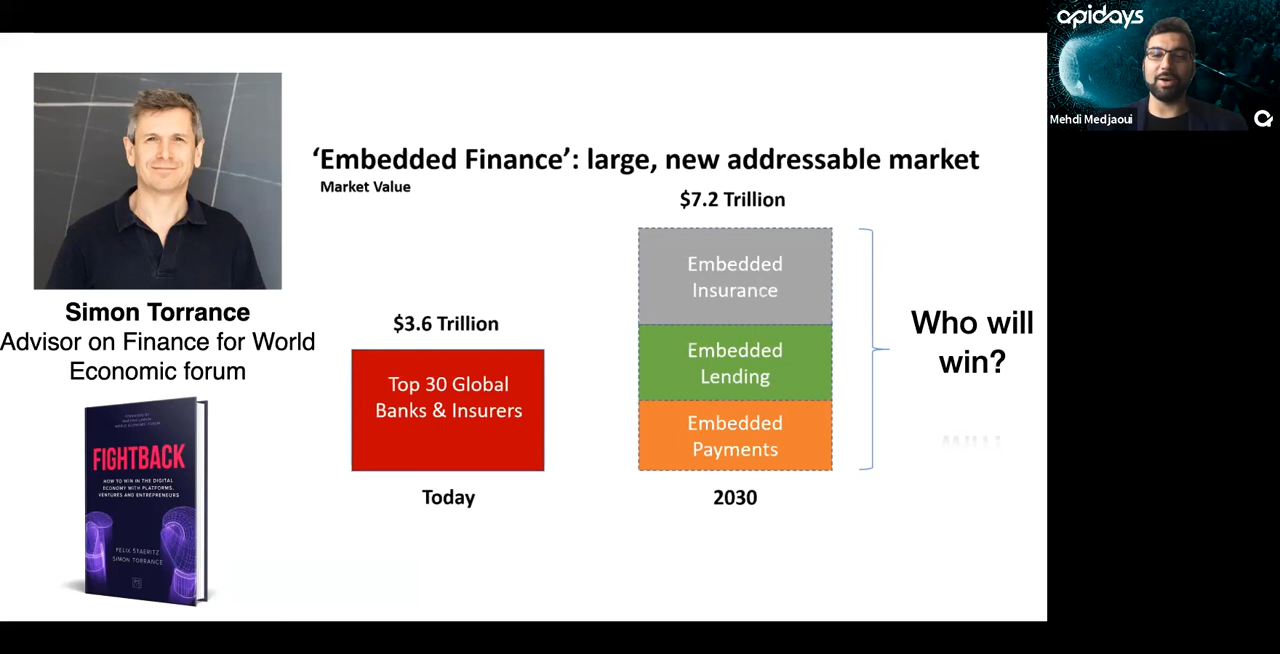 apidays
Mehdi Medjaoui
'Embedded Finance': large, new addressable market
Market Value
$7.2 Trillion
Embedded
Insurance
Embedded
Lending
Embedded
Payments
2030
$3.6 Trillion
Top 30 Global
Banks & Insurers
Today
Who will
win?
Simon Torrance
Advisor on Finance for World
Economic forum
FIGHTBACK
HOW TO WIN IN THE DIGITAL
ECONOMY WITH PLATFORMS,
VENTURES AND ENTREPRENEURS
FELIX STAERITZ
SIMON TORRANCE